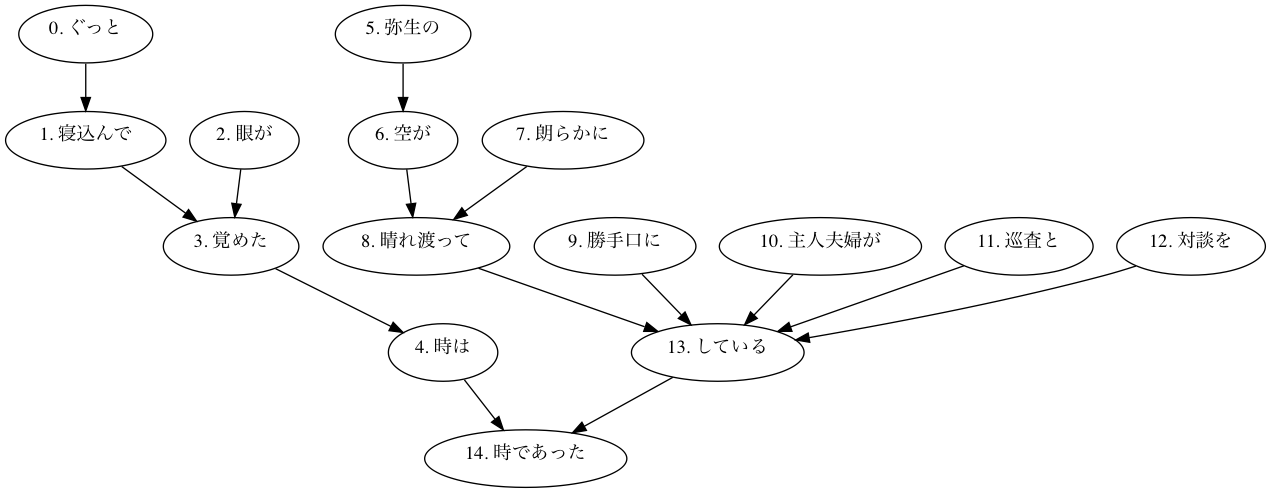 0. ぐっと
5. 弥生の
1. 寝込んで
2. 眼が
6. 空が
7. 朗らかに
3. 覚めた
8. 晴れ渡って
9. 勝手口に
10. 主人夫婦が
11. 巡査と
12. 対談を
4. 時は
13. している
14. 時であった